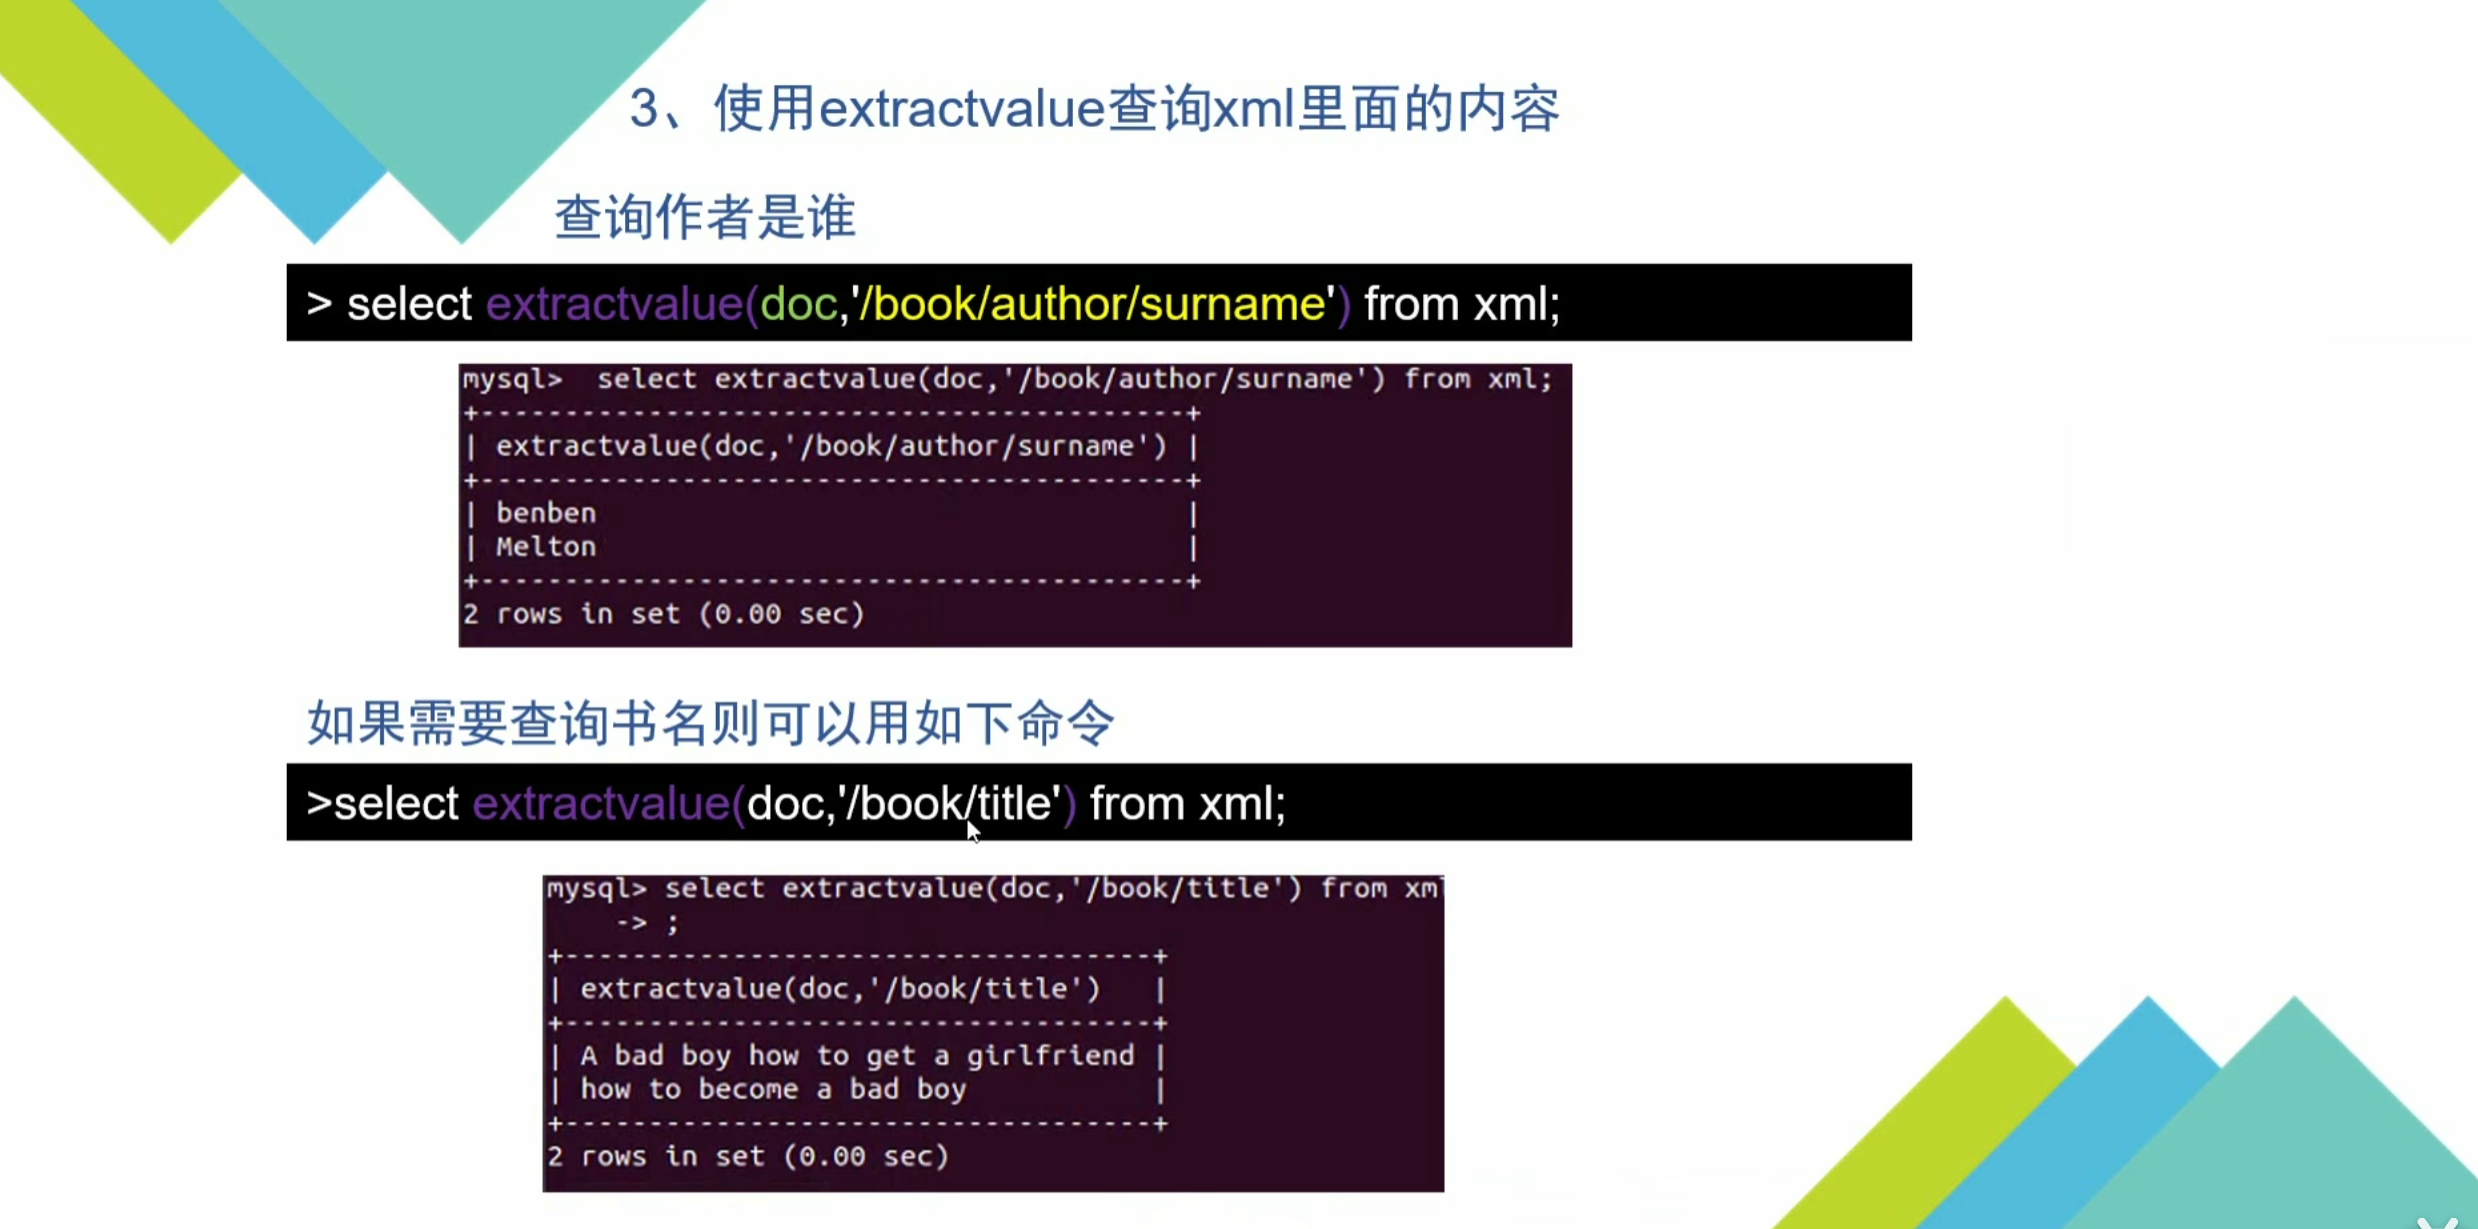 3、使用extractvalue查询xml里面的内容
查询作者是谁
> select extractvalue(doc,'/book/author/surname') from xml;
mysql>  select extractvalue(doc,'/book/author/surname') from xml;
+------------------------------------------+
| extractvalue(doc,'/book/author/surname') |
+------------------------------------------+
| benben                                   |
| Melton                                   |
+------------------------------------------+
2 rows in set (0.00 sec)
如果需要查询书名则可以用如下命令
>select extractvalue(doc,'/book/title') from xml;
mysql> select extractvalue(doc,'/book/title') from xml
    -> ;
+-----------------------------------+
| extractvalue(doc,'/book/title')   |
+-----------------------------------+
| A bad boy how to get a girlfriend |
| how to become a bad boy           |
+-----------------------------------+
2 rows in set (0.00 sec)